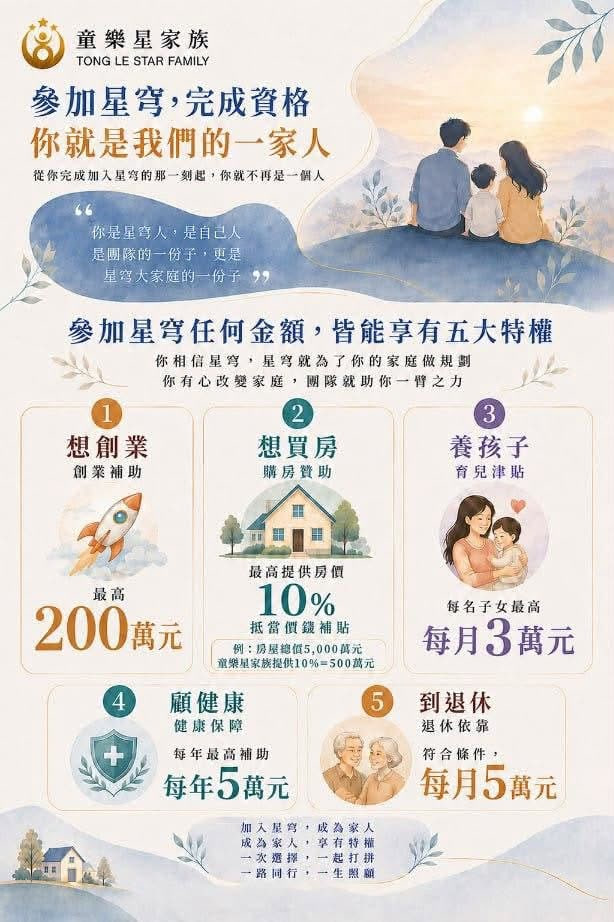 童樂星家族
TONG LE STAR FAMILY
參加星穹，完成資格
你就是我們的一家人
從你完成加入星穹的那一刻起，你就不再是一個人
“你是星穹人，是自己人
是團隊的一份子，更是
星穹大家庭的一份子”
參加星穹任何金額，皆能享有五大特權
你相信星穹，星穹就為了你的家庭做規劃
你有心改變家庭，團隊就助你一臂之力
1
想創業
創業補助
最高
200萬元
2
想買房
購房贊助
最高提供房價
10%
抵當價錢補貼
例：房屋總價5,000萬元
童樂星家族提供10%=500萬元
3
養孩子
育兒津貼
每名子女最高
每月3萬元
4
顧健康
健康保障
每年最高補助
每年5萬元
5
到退休
退休依靠
符合條件，
每月5萬元
加入星穹，成為家人
成為家人，享有特權
一次選擇，一起打拼
一路同行，一生照顧